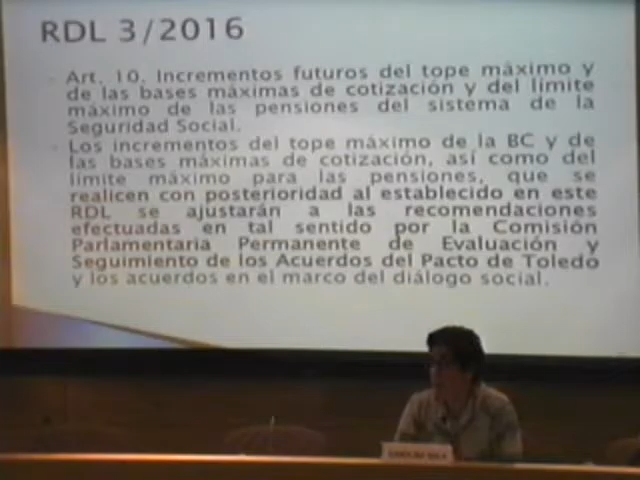 RDL 3/2016
Art. 10. Incrementos futuros del tope máximo y
de las bases máximas de cotización y del límite
máximo de las pensiones del sistema de la
Seguridad Social.
Los incrementos del tope máximo de la BC y de
las bases máximas de cotización, así como del
límite máximo para las pensiones, que se
realicen con posterioridad al establecido en este
RDL se ajustarán a las recomendaciones
efectuadas en tal sentido por la Comisión
Parlamentaria Permanente de Evaluación y
Seguimiento de los Acuerdos del Pacto de Toledo
y los acuerdos en el marco del diálogo social.